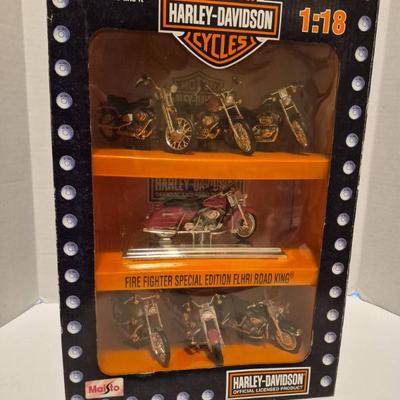 HARLEY-DAVIDSON
CYCLES
1:18
FIRE FIGHTER SPECIAL EDITION FLHRI ROAD KING®
Maisto
HARLEY-DAVIDSON
OFFICIAL LICENSED PRODUCT